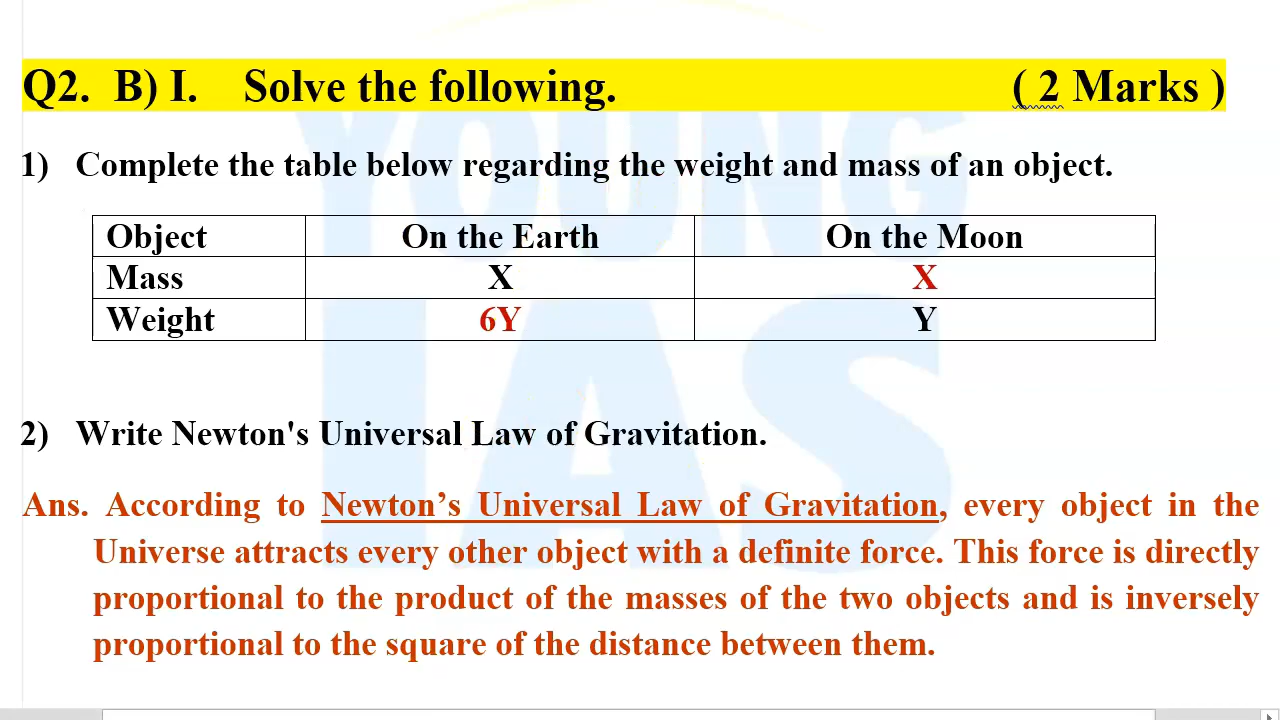 Q2. B) I. Solve the following. ( 2 Marks )
1) Complete the table below regarding the weight and mass of an object.
Object On the Earth On the Moon
Mass X X
Weight 6Y Y
2) Write Newton's Universal Law of Gravitation.
Ans. According to Newton’s Universal Law of Gravitation, every object in the
Universe attracts every other object with a definite force. This force is directly
proportional to the product of the masses of the two objects and is inversely
proportional to the square of the distance between them.
YOUNG
IAS